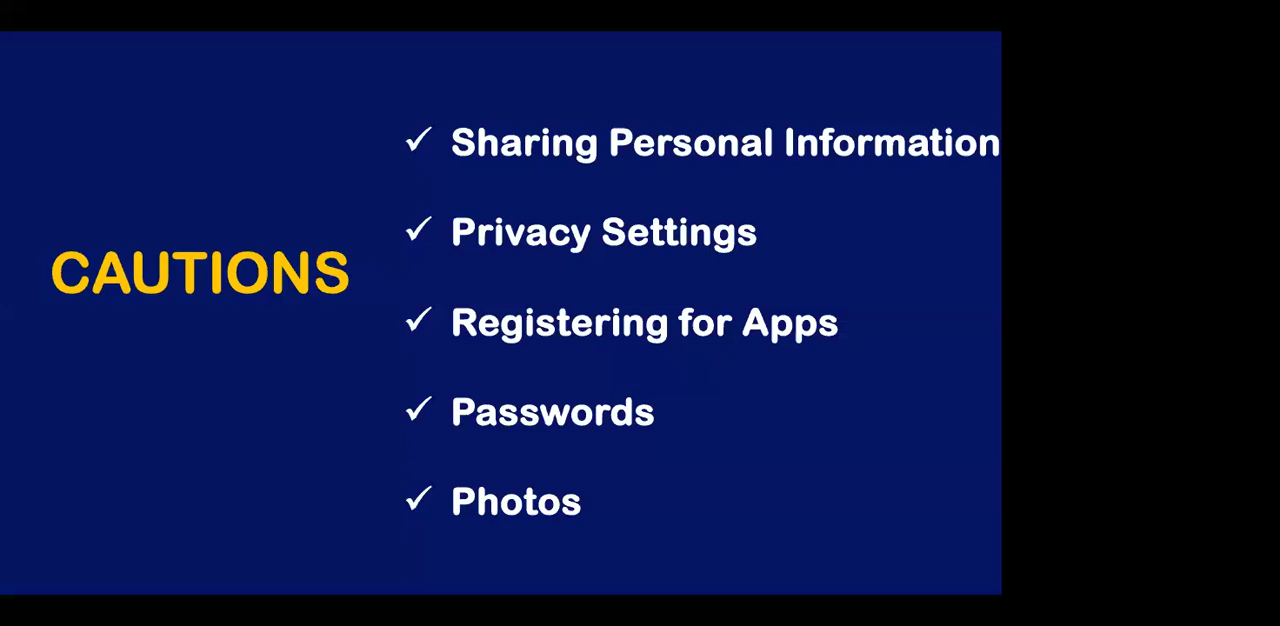 CAUTIONS
✓ Sharing Personal Information
✓ Privacy Settings
✓ Registering for Apps
✓ Passwords
✓ Photos